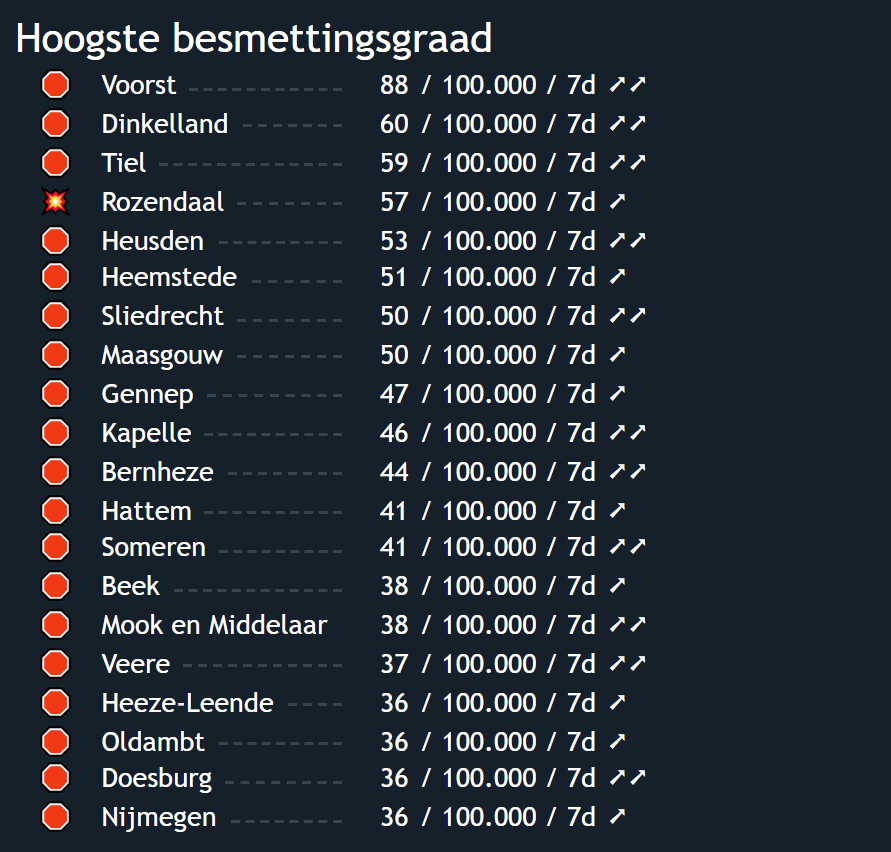 Hoogste besmettingsgraad
Voorst 88 / 100.000 / 7d ➚➚
Dinkelland 60 / 100.000 / 7d ➚➚
Tiel 59 / 100.000 / 7d ➚➚
Rozendaal 57 / 100.000 / 7d ➚
Heusden 53 / 100.000 / 7d ➚➚
Heemstede 51 / 100.000 / 7d ➚
Sliedrecht 50 / 100.000 / 7d ➚➚
Maasgouw 50 / 100.000 / 7d ➚
Gennep 47 / 100.000 / 7d ➚
Kapelle 46 / 100.000 / 7d ➚➚
Bernheze 44 / 100.000 / 7d ➚➚
Hattem 41 / 100.000 / 7d ➚
Someren 41 / 100.000 / 7d ➚➚
Beek 38 / 100.000 / 7d ➚
Mook en Middelaar 38 / 100.000 / 7d ➚➚
Veere 37 / 100.000 / 7d ➚➚
Heeze-Leende 36 / 100.000 / 7d ➚
Oldambt 36 / 100.000 / 7d ➚
Doesburg 36 / 100.000 / 7d ➚➚
Nijmegen 36 / 100.000 / 7d ➚